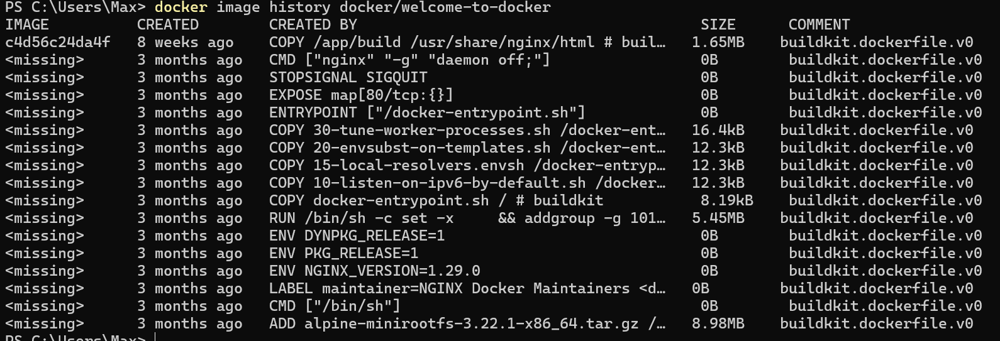 PS C:\Users\Max> docker image history docker/welcome-to-docker
IMAGE          CREATED        CREATED BY                                       SIZE      COMMENT
c4d56c24da4f   8 weeks ago    COPY /app/build /usr/share/nginx/html # buil…   1.65MB    buildkit.dockerfile.v0
<missing>      3 months ago   CMD ["nginx" "-g" "daemon off;"]                 0B        buildkit.dockerfile.v0
<missing>      3 months ago   STOPSIGNAL SIGQUIT                               0B        buildkit.dockerfile.v0
<missing>      3 months ago   EXPOSE map[80/tcp:{}]                            0B        buildkit.dockerfile.v0
<missing>      3 months ago   ENTRYPOINT ["/docker-entrypoint.sh"]             0B        buildkit.dockerfile.v0
<missing>      3 months ago   COPY 30-tune-worker-processes.sh /docker-ent…   16.4kB    buildkit.dockerfile.v0
<missing>      3 months ago   COPY 20-envsubst-on-templates.sh /docker-ent…   12.3kB    buildkit.dockerfile.v0
<missing>      3 months ago   COPY 15-local-resolvers.envsh /docker-entryp…   12.3kB    buildkit.dockerfile.v0
<missing>      3 months ago   COPY 10-listen-on-ipv6-by-default.sh /docker…   12.3kB    buildkit.dockerfile.v0
<missing>      3 months ago   COPY docker-entrypoint.sh / # buildkit           8.19kB    buildkit.dockerfile.v0
<missing>      3 months ago   RUN /bin/sh -c set -x     && addgroup -g 101…   5.45MB    buildkit.dockerfile.v0
<missing>      3 months ago   ENV DYNPKG_RELEASE=1                             0B        buildkit.dockerfile.v0
<missing>      3 months ago   ENV PKG_RELEASE=1                                0B        buildkit.dockerfile.v0
<missing>      3 months ago   ENV NGINX_VERSION=1.29.0                         0B        buildkit.dockerfile.v0
<missing>      3 months ago   LABEL maintainer=NGINX Docker Maintainers <d…   0B        buildkit.dockerfile.v0
<missing>      3 months ago   CMD ["/bin/sh"]                                  0B        buildkit.dockerfile.v0
<missing>      3 months ago   ADD alpine-minirootfs-3.22.1-x86_64.tar.gz /…   8.98MB    buildkit.dockerfile.v0
PS C:\Users\Max>